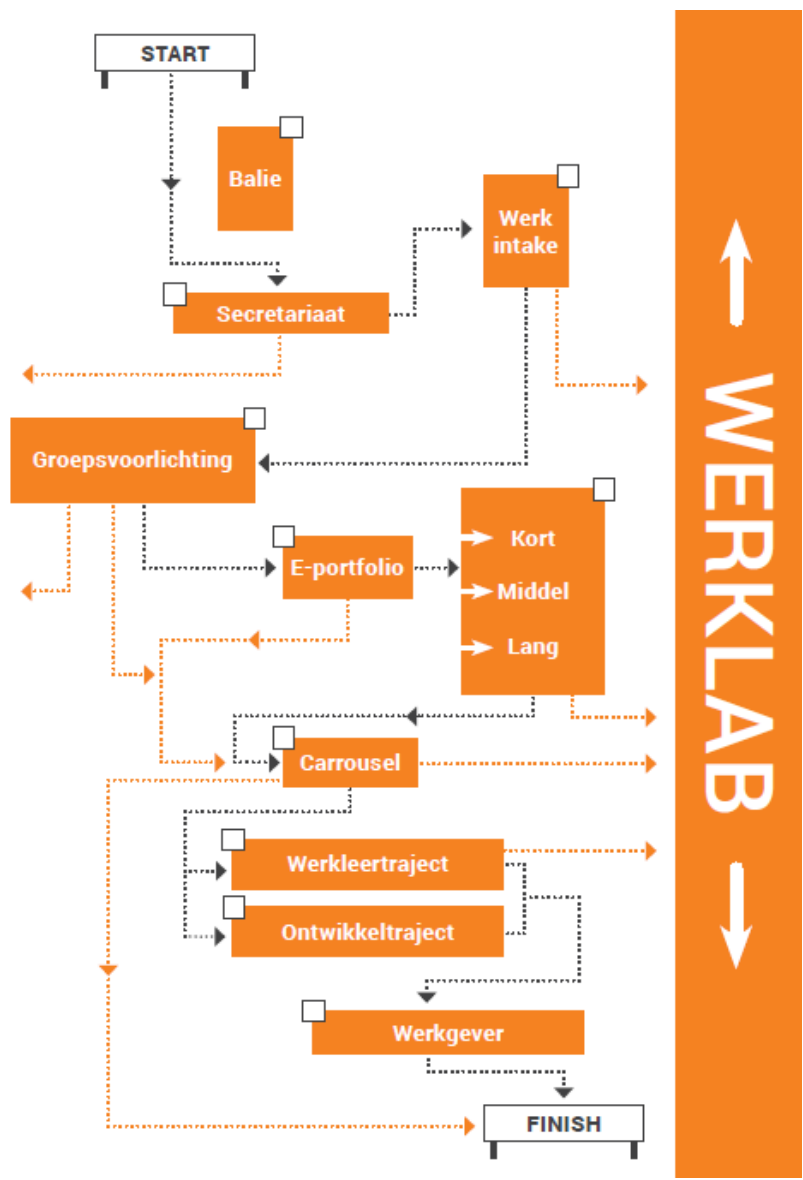 START
Balie
Werk
intake
Secretariaat
Groepsvoorlichting
E-portfolio
Kort
Middel
Lang
Carrousel
Werkleertraject
Ontwikkeltraject
Werkgever
FINISH
WERKLAB